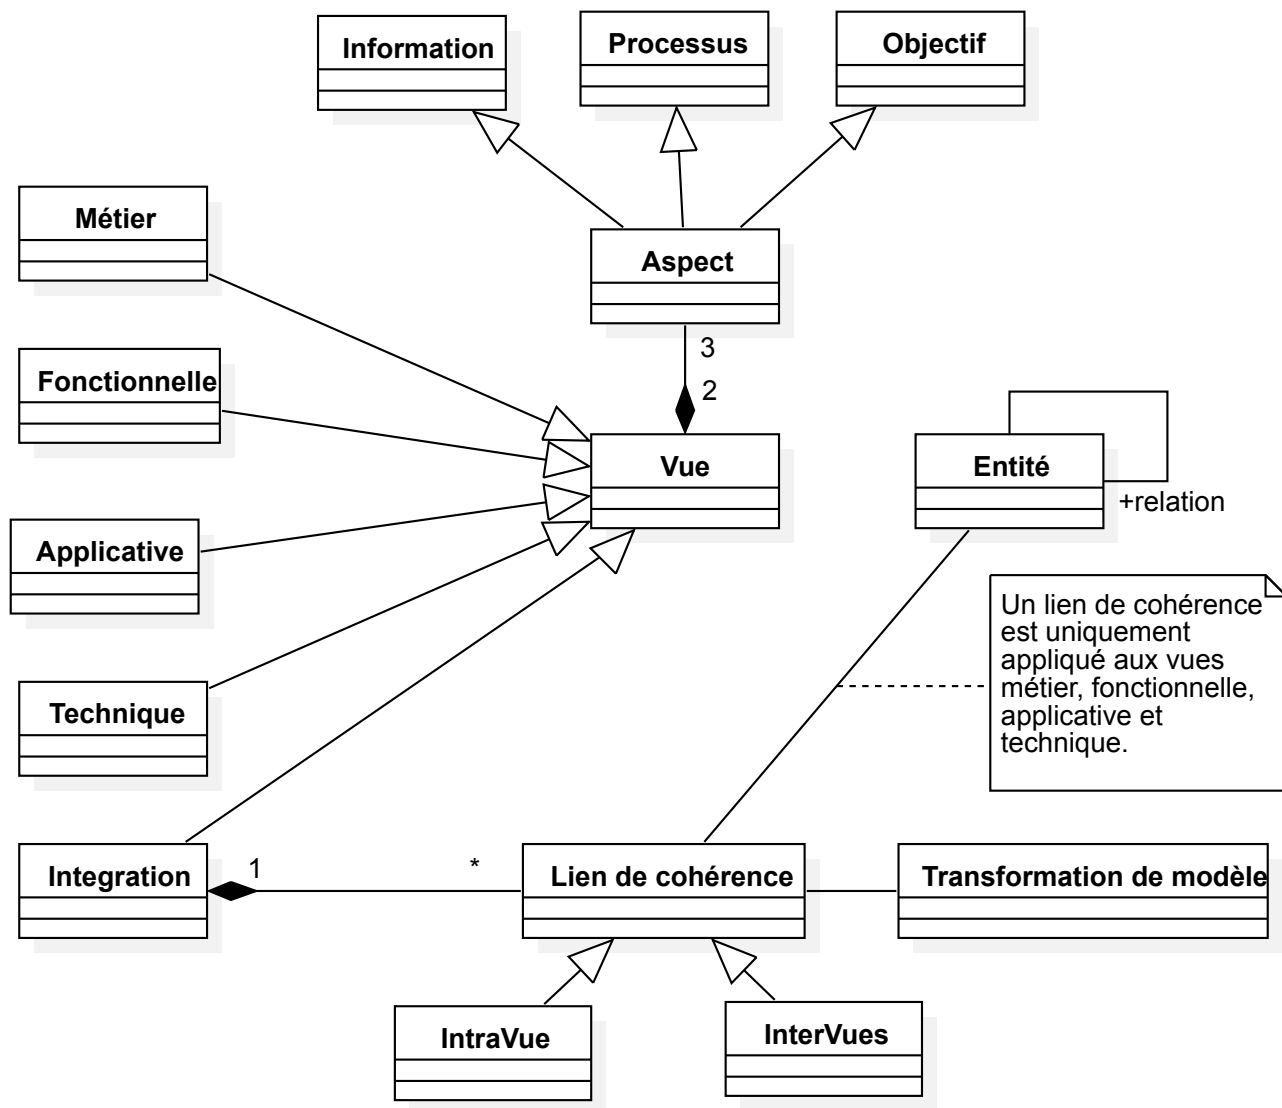 Information
Processus
Objectif
Métier
Aspect
3
2
Fonctionnelle
Vue
Entité
+relation
Applicative
Un lien de cohérence
est uniquement
appliqué aux vues
métier, fonctionnelle,
applicative et
technique.
Technique
Integration
1
*
Lien de cohérence
Transformation de modèle
IntraVue
InterVues